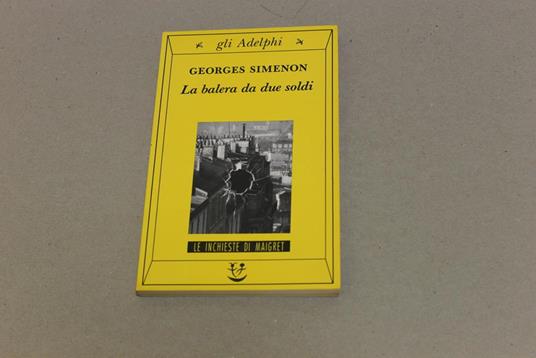 gli Adelphi
GEORGES SIMENON
La balera da due soldi
LE INCHIESTE DI MAIGRET